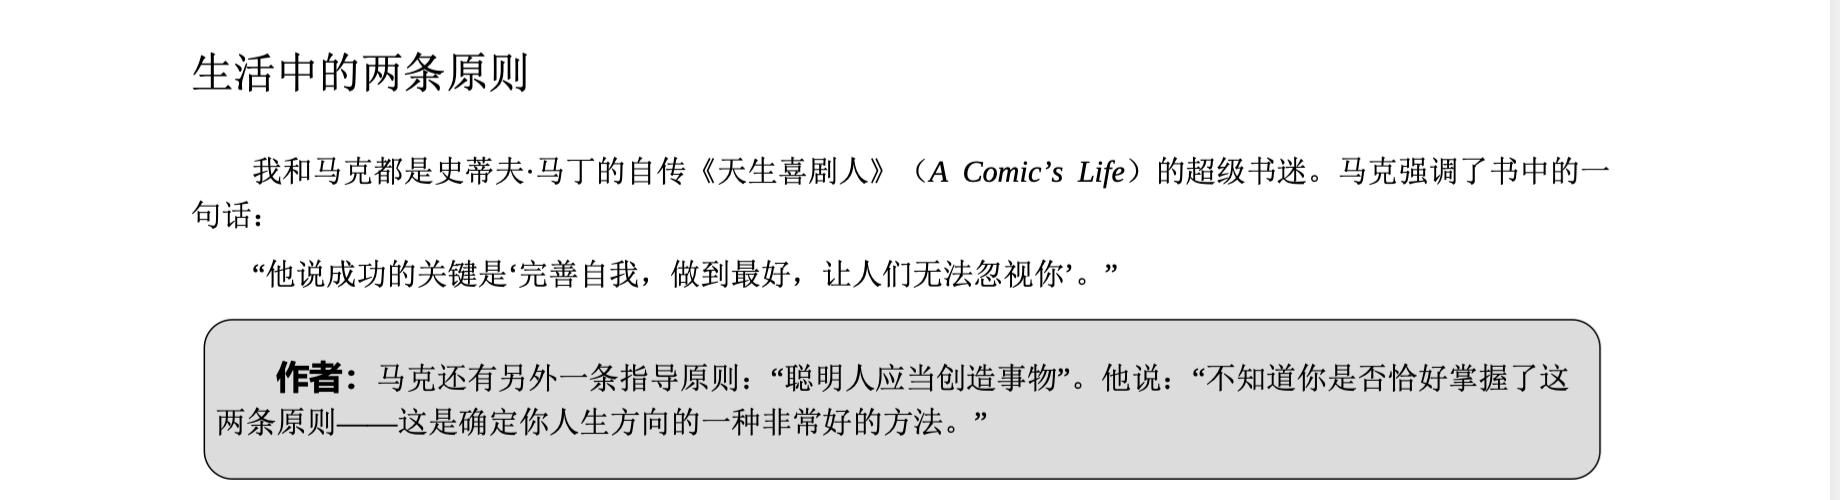 生活中的两条原则
我和马克都是史蒂夫·马丁的自传《天生喜剧人》（A Comic’s Life）的超级书迷。马克强调了书中的一
句话：
“他说成功的关键是‘完善自我，做到最好，让人们无法忽视你’。”
作者：马克还有另外一条指导原则：“聪明人应当创造事物”。他说：“不知道你是否恰好掌握了这
两条原则——这是确定你人生方向的一种非常好的方法。”